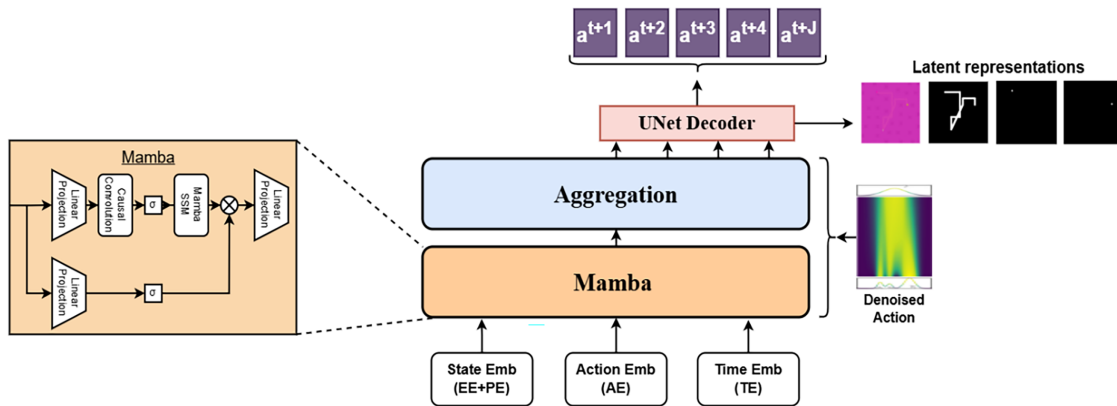 a^t+1 a^t+2 a^t+3 a^t+4 a^t+J
Latent representations
UNet Decoder
Mamba
Linear
Projection
Causal
Convolution
σ
Mamba
SSM
Linear
Projection
Linear
Projection
σ
Aggregation
Mamba
Denoised
Action
State Emb
(EE+PE)
Action Emb
(AE)
Time Emb
(TE)